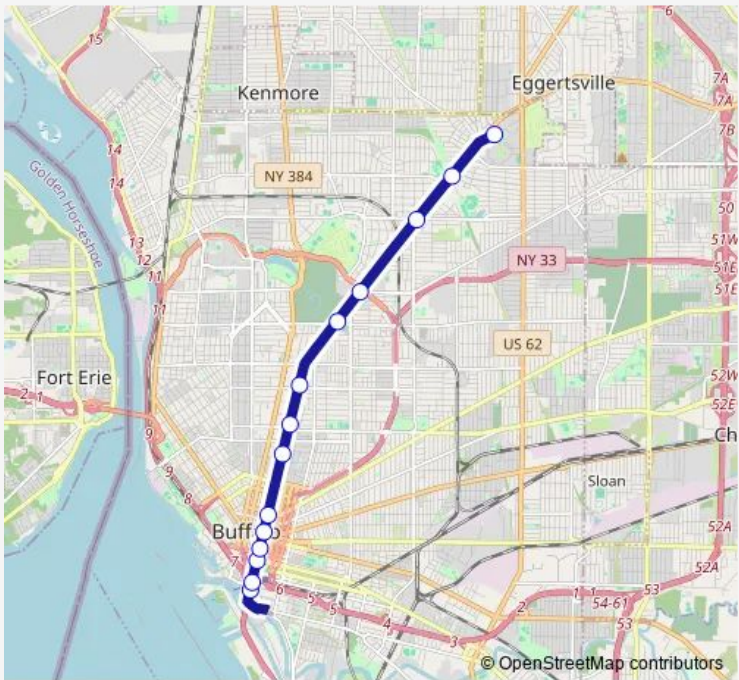 15
7A
6
Eggertsville
7A
Kenmore
7B
14
Golden Horseshoe
NY 384
14
50
13
51W
12
NY 33
51E
11
51E
11
US 62
Fort Erie
52W
2
1
52E
9
Ch
9
8
Sloan
52A
Buff
o
7
52A
6
5
5
1
1
53
2
54-61
4
53
3
© OpenStreetMap contributors